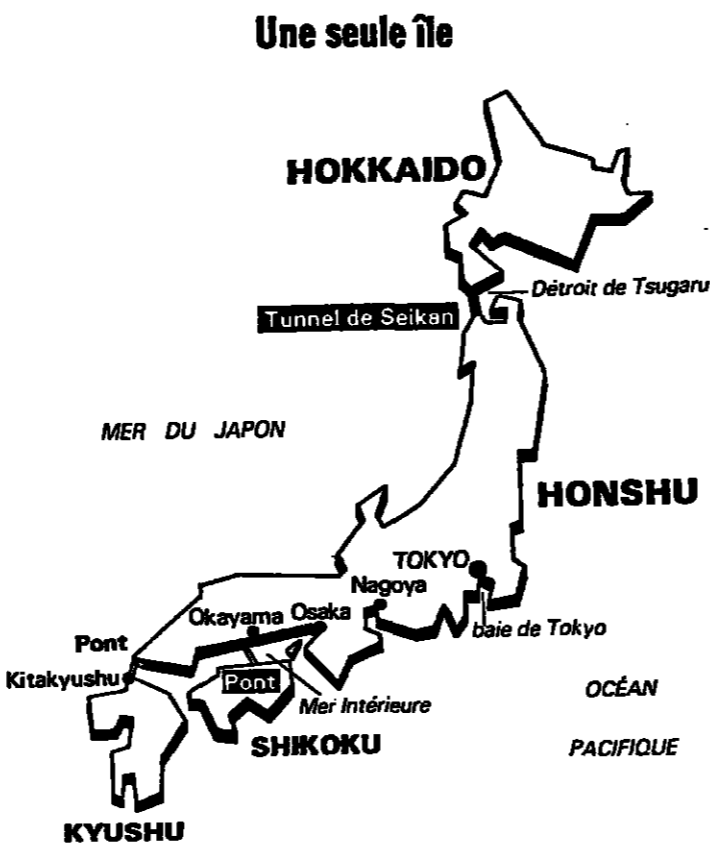 Une seule île
HOKKAIDO
Détroit de Tsugaru
Tunnel de Seikan
MER DU JAPON
HONSHU
TOKYO
Nagoya
Okayama Osaka
baie de Tokyo
Pont
Kitakyushu
Pont
Mer Intérieure
OCÉAN
PACIFIQUE
SHIKOKU
KYUSHU